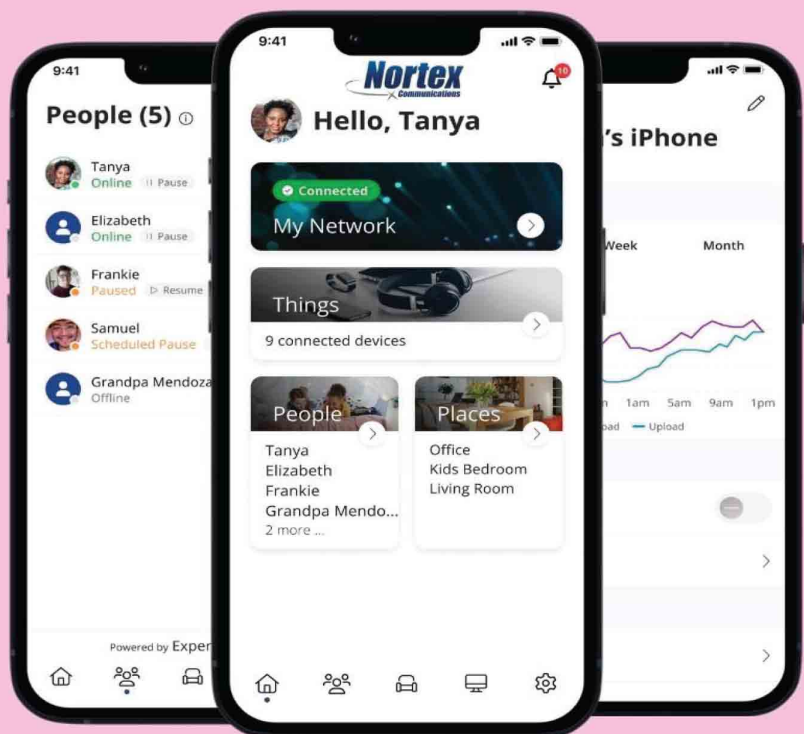 9:41
People (5)
Tanya
Online Pause
Elizabeth
Online Pause
Frankie
Paused Resume
Samuel
Scheduled Pause
Grandpa Mendoza
Offline
Powered by Exper
9:41
Nortex
Communications
10
Hello, Tanya
Connected
My Network
Things
9 connected devices
People
Tanya
Elizabeth
Frankie
Grandpa Mendo...
2 more ...
Places
Office
Kids Bedroom
Living Room
's iPhone
Week Month
1am 5am 9am 1pm
oad Upload